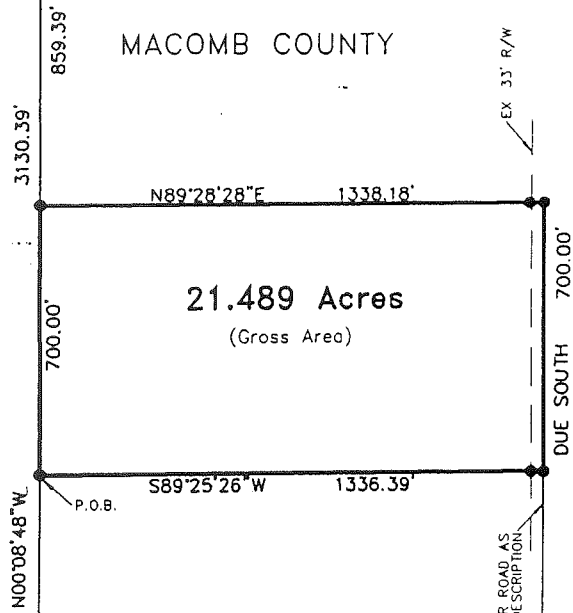 859.39'
MACOMB COUNTY
EX 33' R/W
3130.39'
N89°28'28"E 1338.18'
700.00'
21.489 Acres
(Gross Area)
700.00'
DUE SOUTH
S89°25'26"W 1336.39'
P.O.B.
N00°08'48"W
R ROAD AS
DESCRIPTION